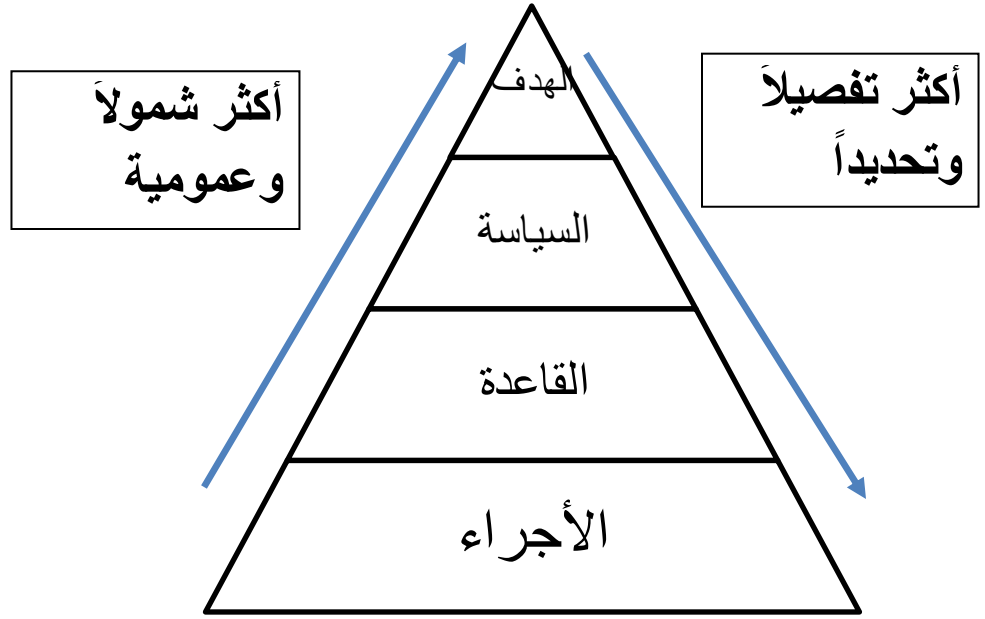 أكثر تفصيلاً
وتحديداً
أكثر شمولاً
وعمومية
الهدف
السياسة
القاعدة
الأجراء